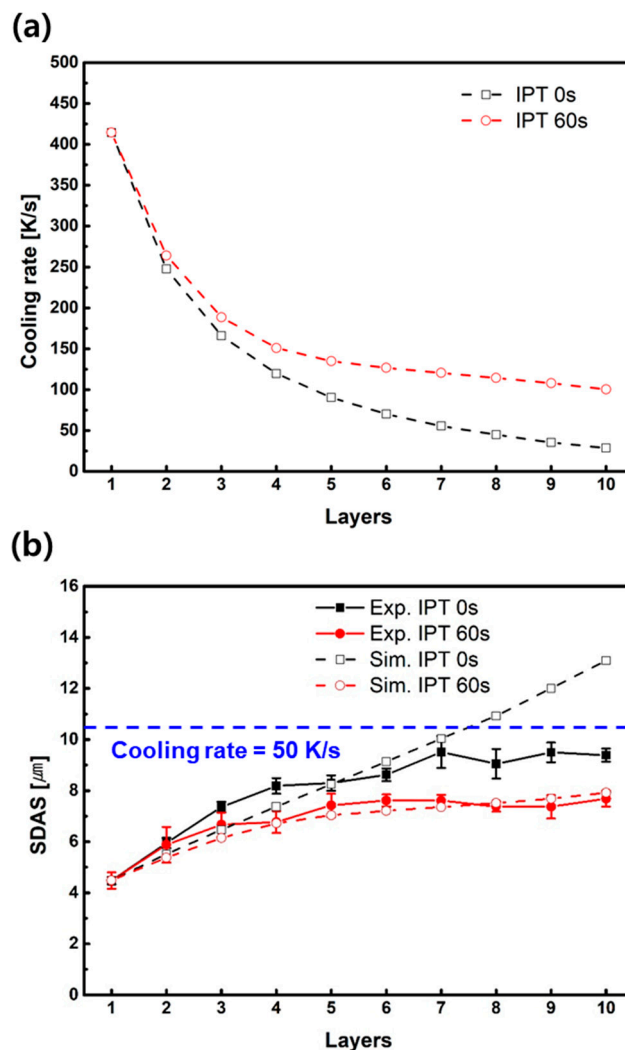 (a)
500
450
400
350
300
250
200
150
100
50
0
Cooling rate [K/s]
IPT 0s
IPT 60s
1 2 3 4 5 6 7 8 9 10
Layers
(b)
16
14
12
10
8
6
4
2
0
SDAS [㎛]
Exp. IPT 0s
Exp. IPT 60s
Sim. IPT 0s
Sim. IPT 60s
Cooling rate = 50 K/s
1 2 3 4 5 6 7 8 9 10
Layers